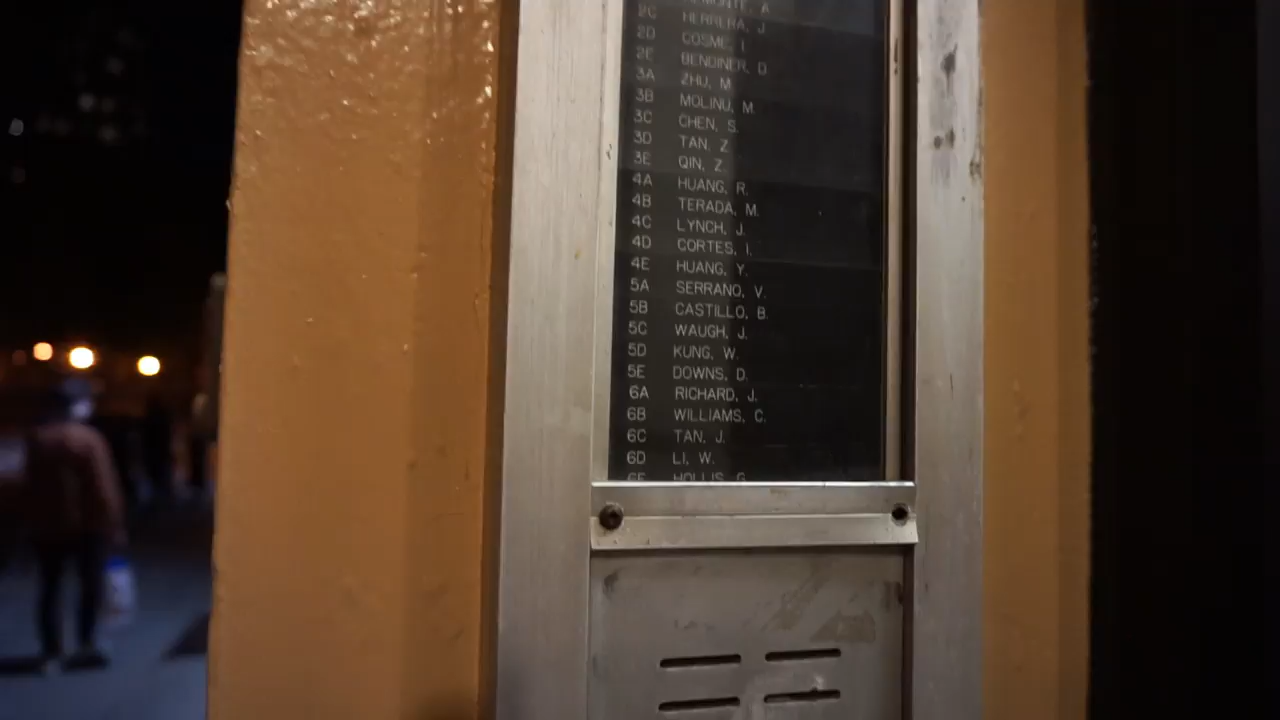 2C HERRERA, J
2D COSME, I
2E BENDINER, D
3A ZHU, M
3B MOLINU, M.
3C CHEN, S.
3D TAN, Z
3E QIN, Z.
4A HUANG, R.
4B TERADA, M.
4C LYNCH, J.
4D CORTES, I.
4E HUANG, Y.
5A SERRANO, V.
5B CASTILLO, B.
5C WAUGH, J.
5D KUNG, W.
5E DOWNS, D.
6A RICHARD, J.
6B WILLIAMS, C.
6C TAN, J.
6D LI, W.
6E HOLLIS, G